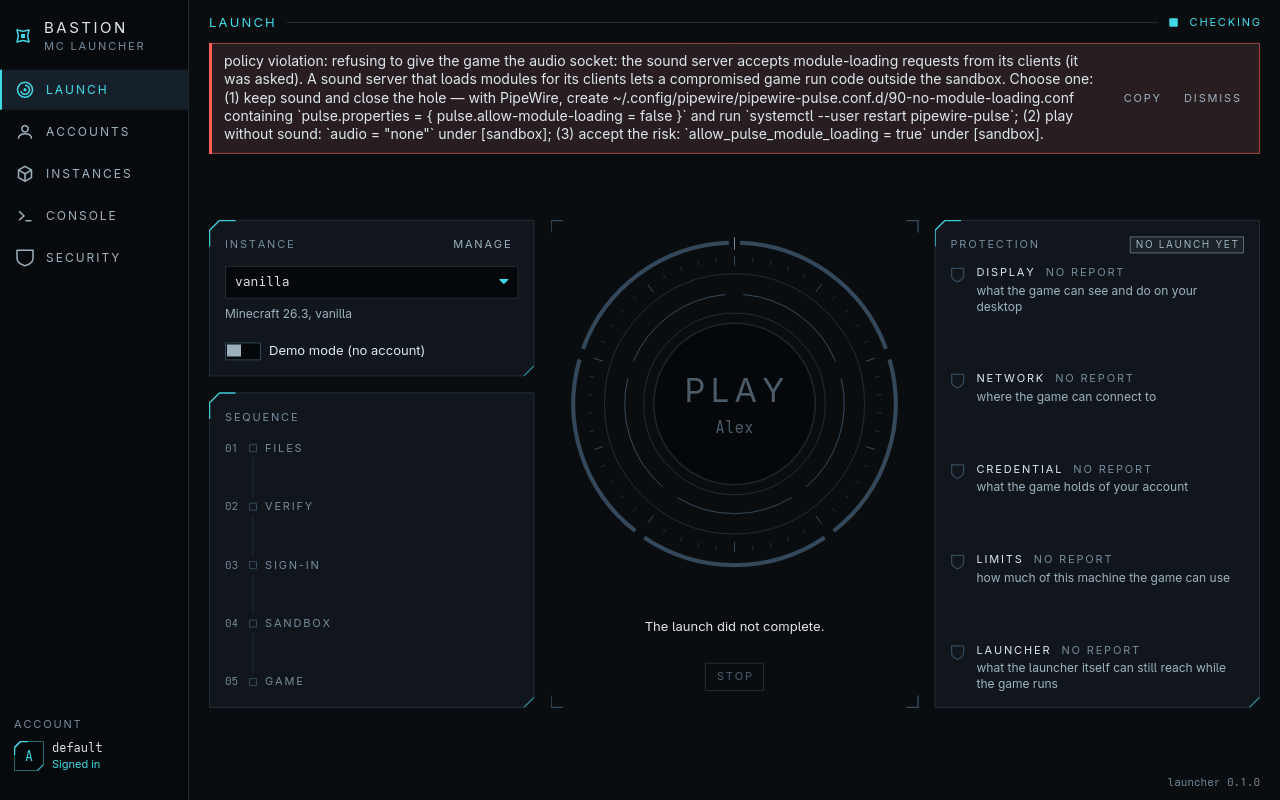 BASTION
MC LAUNCHER
LAUNCH
ACCOUNTS
INSTANCES
CONSOLE
SECURITY
ACCOUNT
A
default
Signed in
LAUNCH
CHECKING
policy violation: refusing to give the game the audio socket: the sound server accepts module-loading requests from its clients (it
was asked). A sound server that loads modules for its clients lets a compromised game run code outside the sandbox. Choose one:
(1) keep sound and close the hole — with PipeWire, create ~/.config/pipewire/pipewire-pulse.conf.d/90-no-module-loading.conf
containing `pulse.properties = { pulse.allow-module-loading = false }` and run `systemctl --user restart pipewire-pulse`; (2) play
without sound: `audio = "none"` under [sandbox]; (3) accept the risk: `allow_pulse_module_loading = true` under [sandbox].
COPY
DISMISS
INSTANCE
MANAGE
vanilla
Minecraft 26.3, vanilla
Demo mode (no account)
SEQUENCE
01 FILES
02 VERIFY
03 SIGN-IN
04 SANDBOX
05 GAME
PLAY
Alex
The launch did not complete.
STOP
PROTECTION
NO LAUNCH YET
DISPLAY NO REPORT
what the game can see and do on your
desktop
NETWORK NO REPORT
where the game can connect to
CREDENTIAL NO REPORT
what the game holds of your account
LIMITS NO REPORT
how much of this machine the game can use
LAUNCHER NO REPORT
what the launcher itself can still reach while
the game runs
launcher 0.1.0